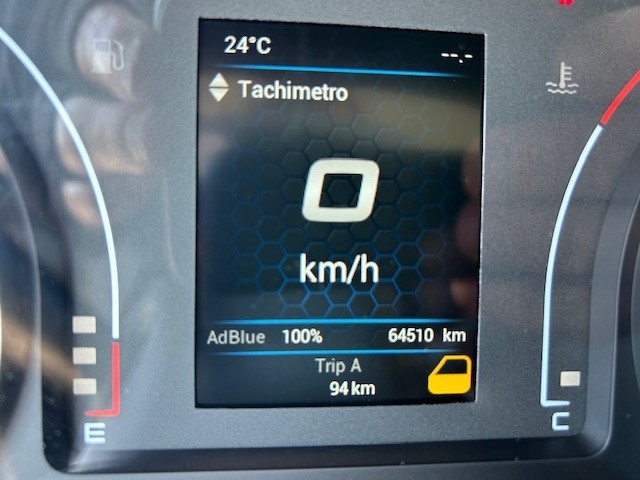 24°C
--.-
Tachimetro
0
km/h
AdBlue 100% 64510 km
Trip A
94 km
E
C